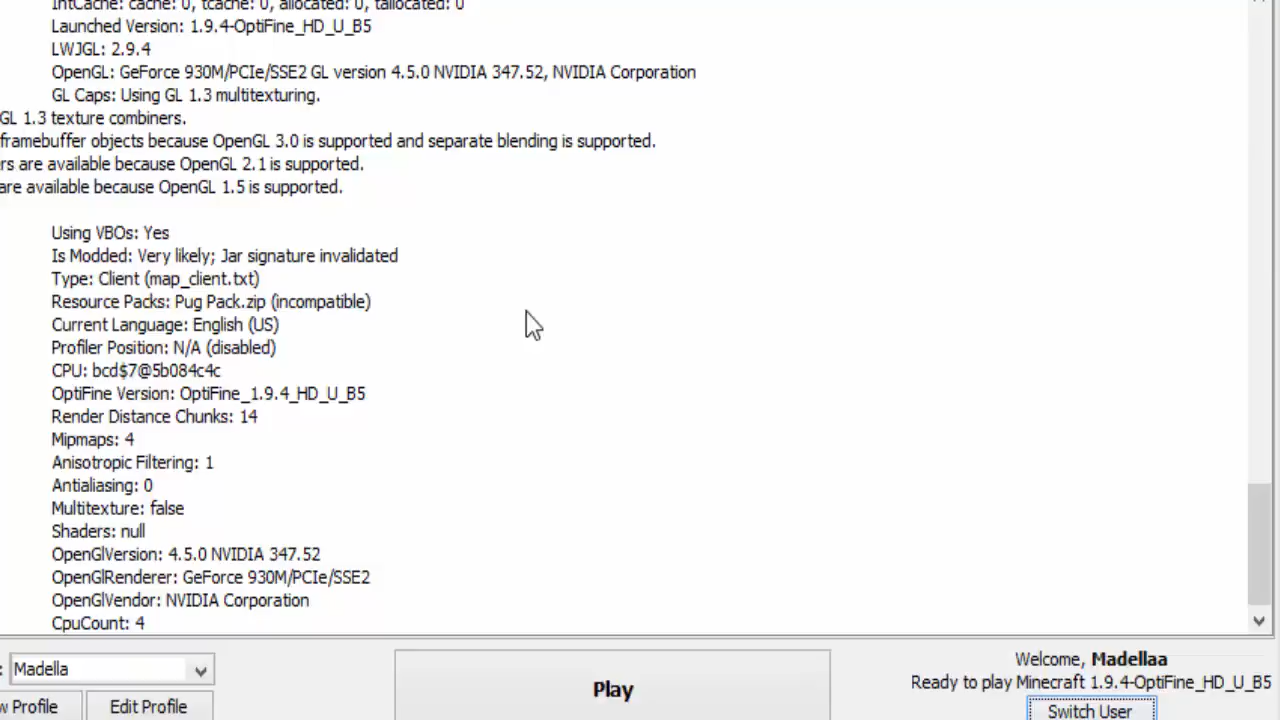 IntCache: cache: 0, tcache: 0, allocated: 0, tallocated: 0
Launched Version: 1.9.4-OptiFine_HD_U_B5
LWJGL: 2.9.4
OpenGL: GeForce 930M/PCIe/SSE2 GL version 4.5.0 NVIDIA 347.52, NVIDIA Corporation
GL Caps: Using GL 1.3 multitexturing.
GL 1.3 texture combiners.
framebuffer objects because OpenGL 3.0 is supported and separate blending is supported.
rs are available because OpenGL 2.1 is supported.
are available because OpenGL 1.5 is supported.
Using VBOs: Yes
Is Modded: Very likely; Jar signature invalidated
Type: Client (map_client.txt)
Resource Packs: Pug Pack.zip (incompatible)
Current Language: English (US)
Profiler Position: N/A (disabled)
CPU: bcd$7@5b084c4c
OptiFine Version: OptiFine_1.9.4_HD_U_B5
Render Distance Chunks: 14
Mipmaps: 4
Anisotropic Filtering: 1
Antialiasing: 0
Multitexture: false
Shaders: null
OpenGlVersion: 4.5.0 NVIDIA 347.52
OpenGlRenderer: GeForce 930M/PCIe/SSE2
OpenGlVendor: NVIDIA Corporation
CpuCount: 4
: Madella
w Profile
Edit Profile
Play
Welcome, Madellaa
Ready to play Minecraft 1.9.4-OptiFine_HD_U_B5
Switch User